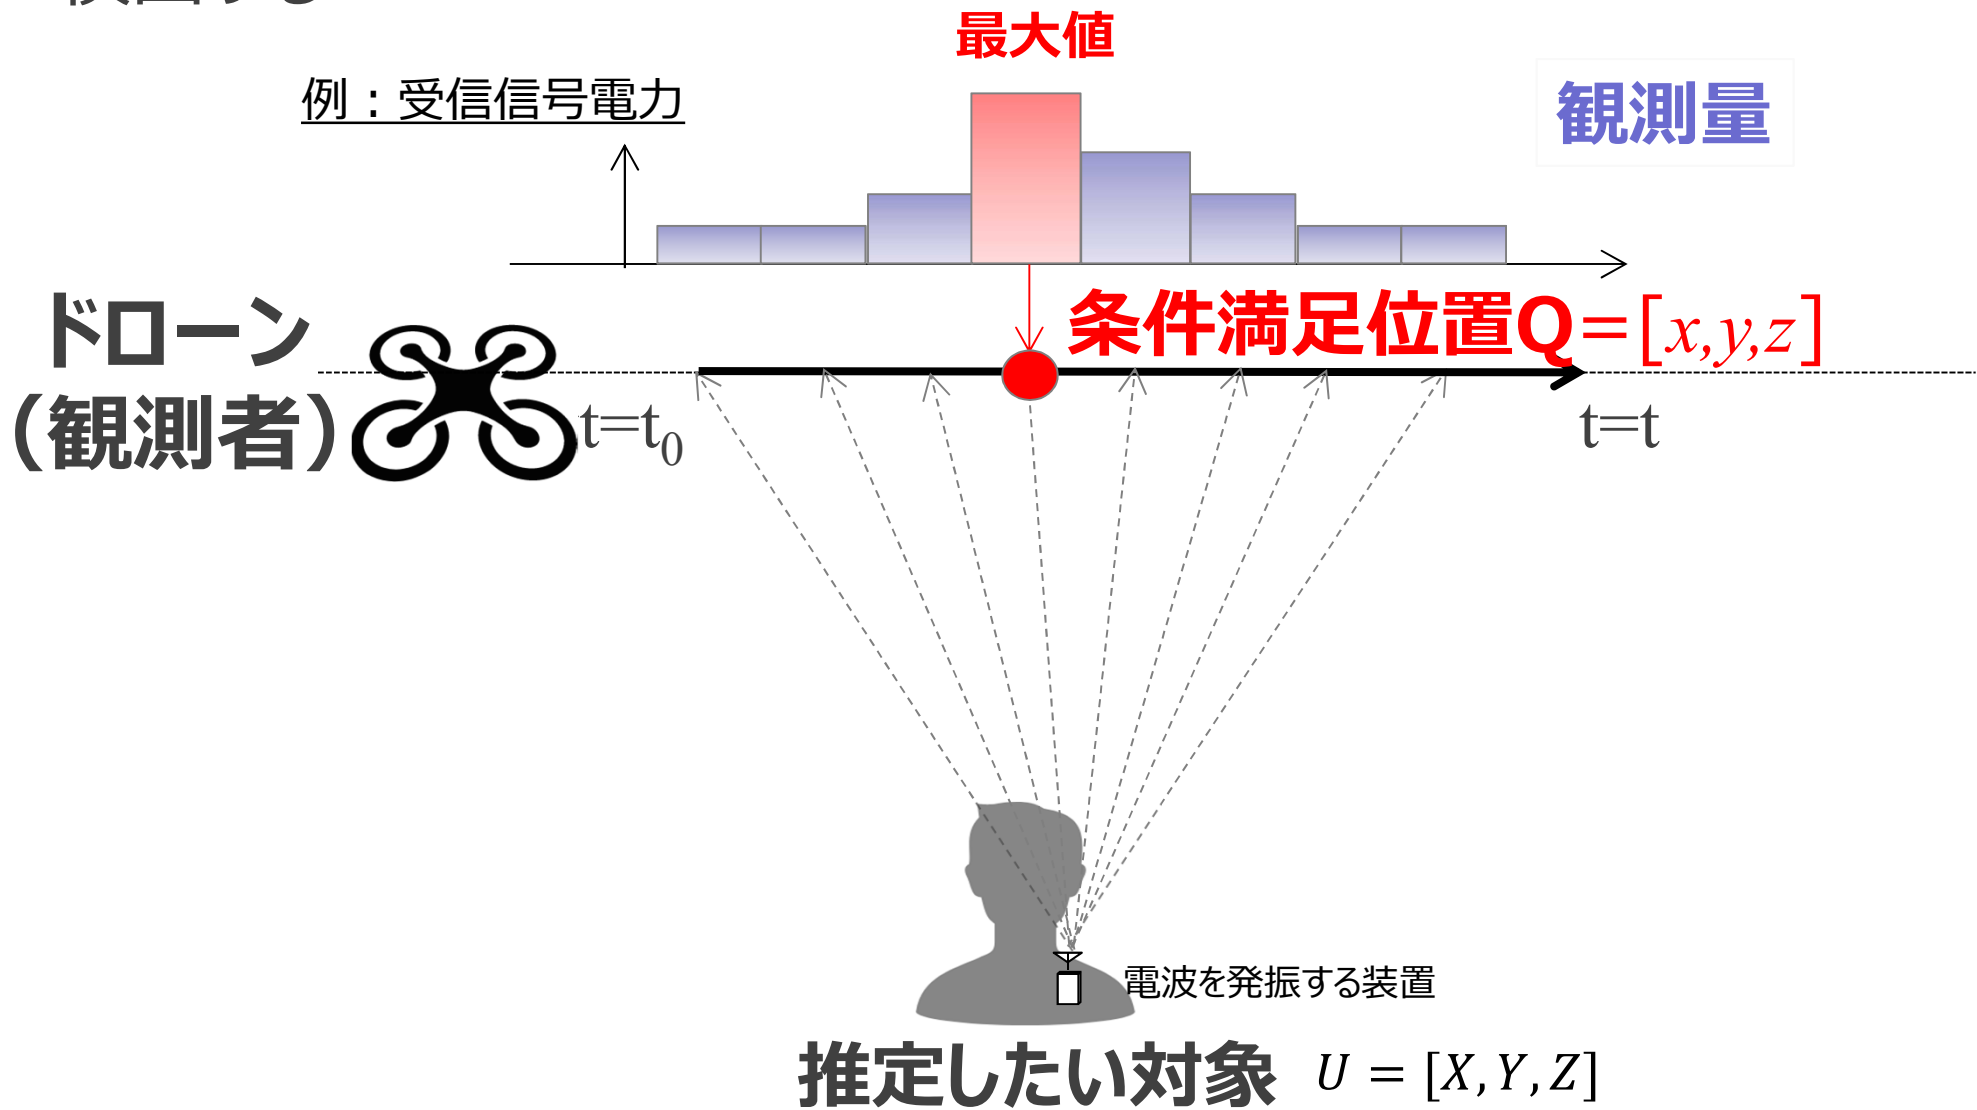 最大値
例：受信信号電力
観測量
条件満足位置Q=[x,y,z]
ドローン
（観測者）
t=t0
t=t
電波を発振する装置
推定したい対象
U = [X, Y, Z]